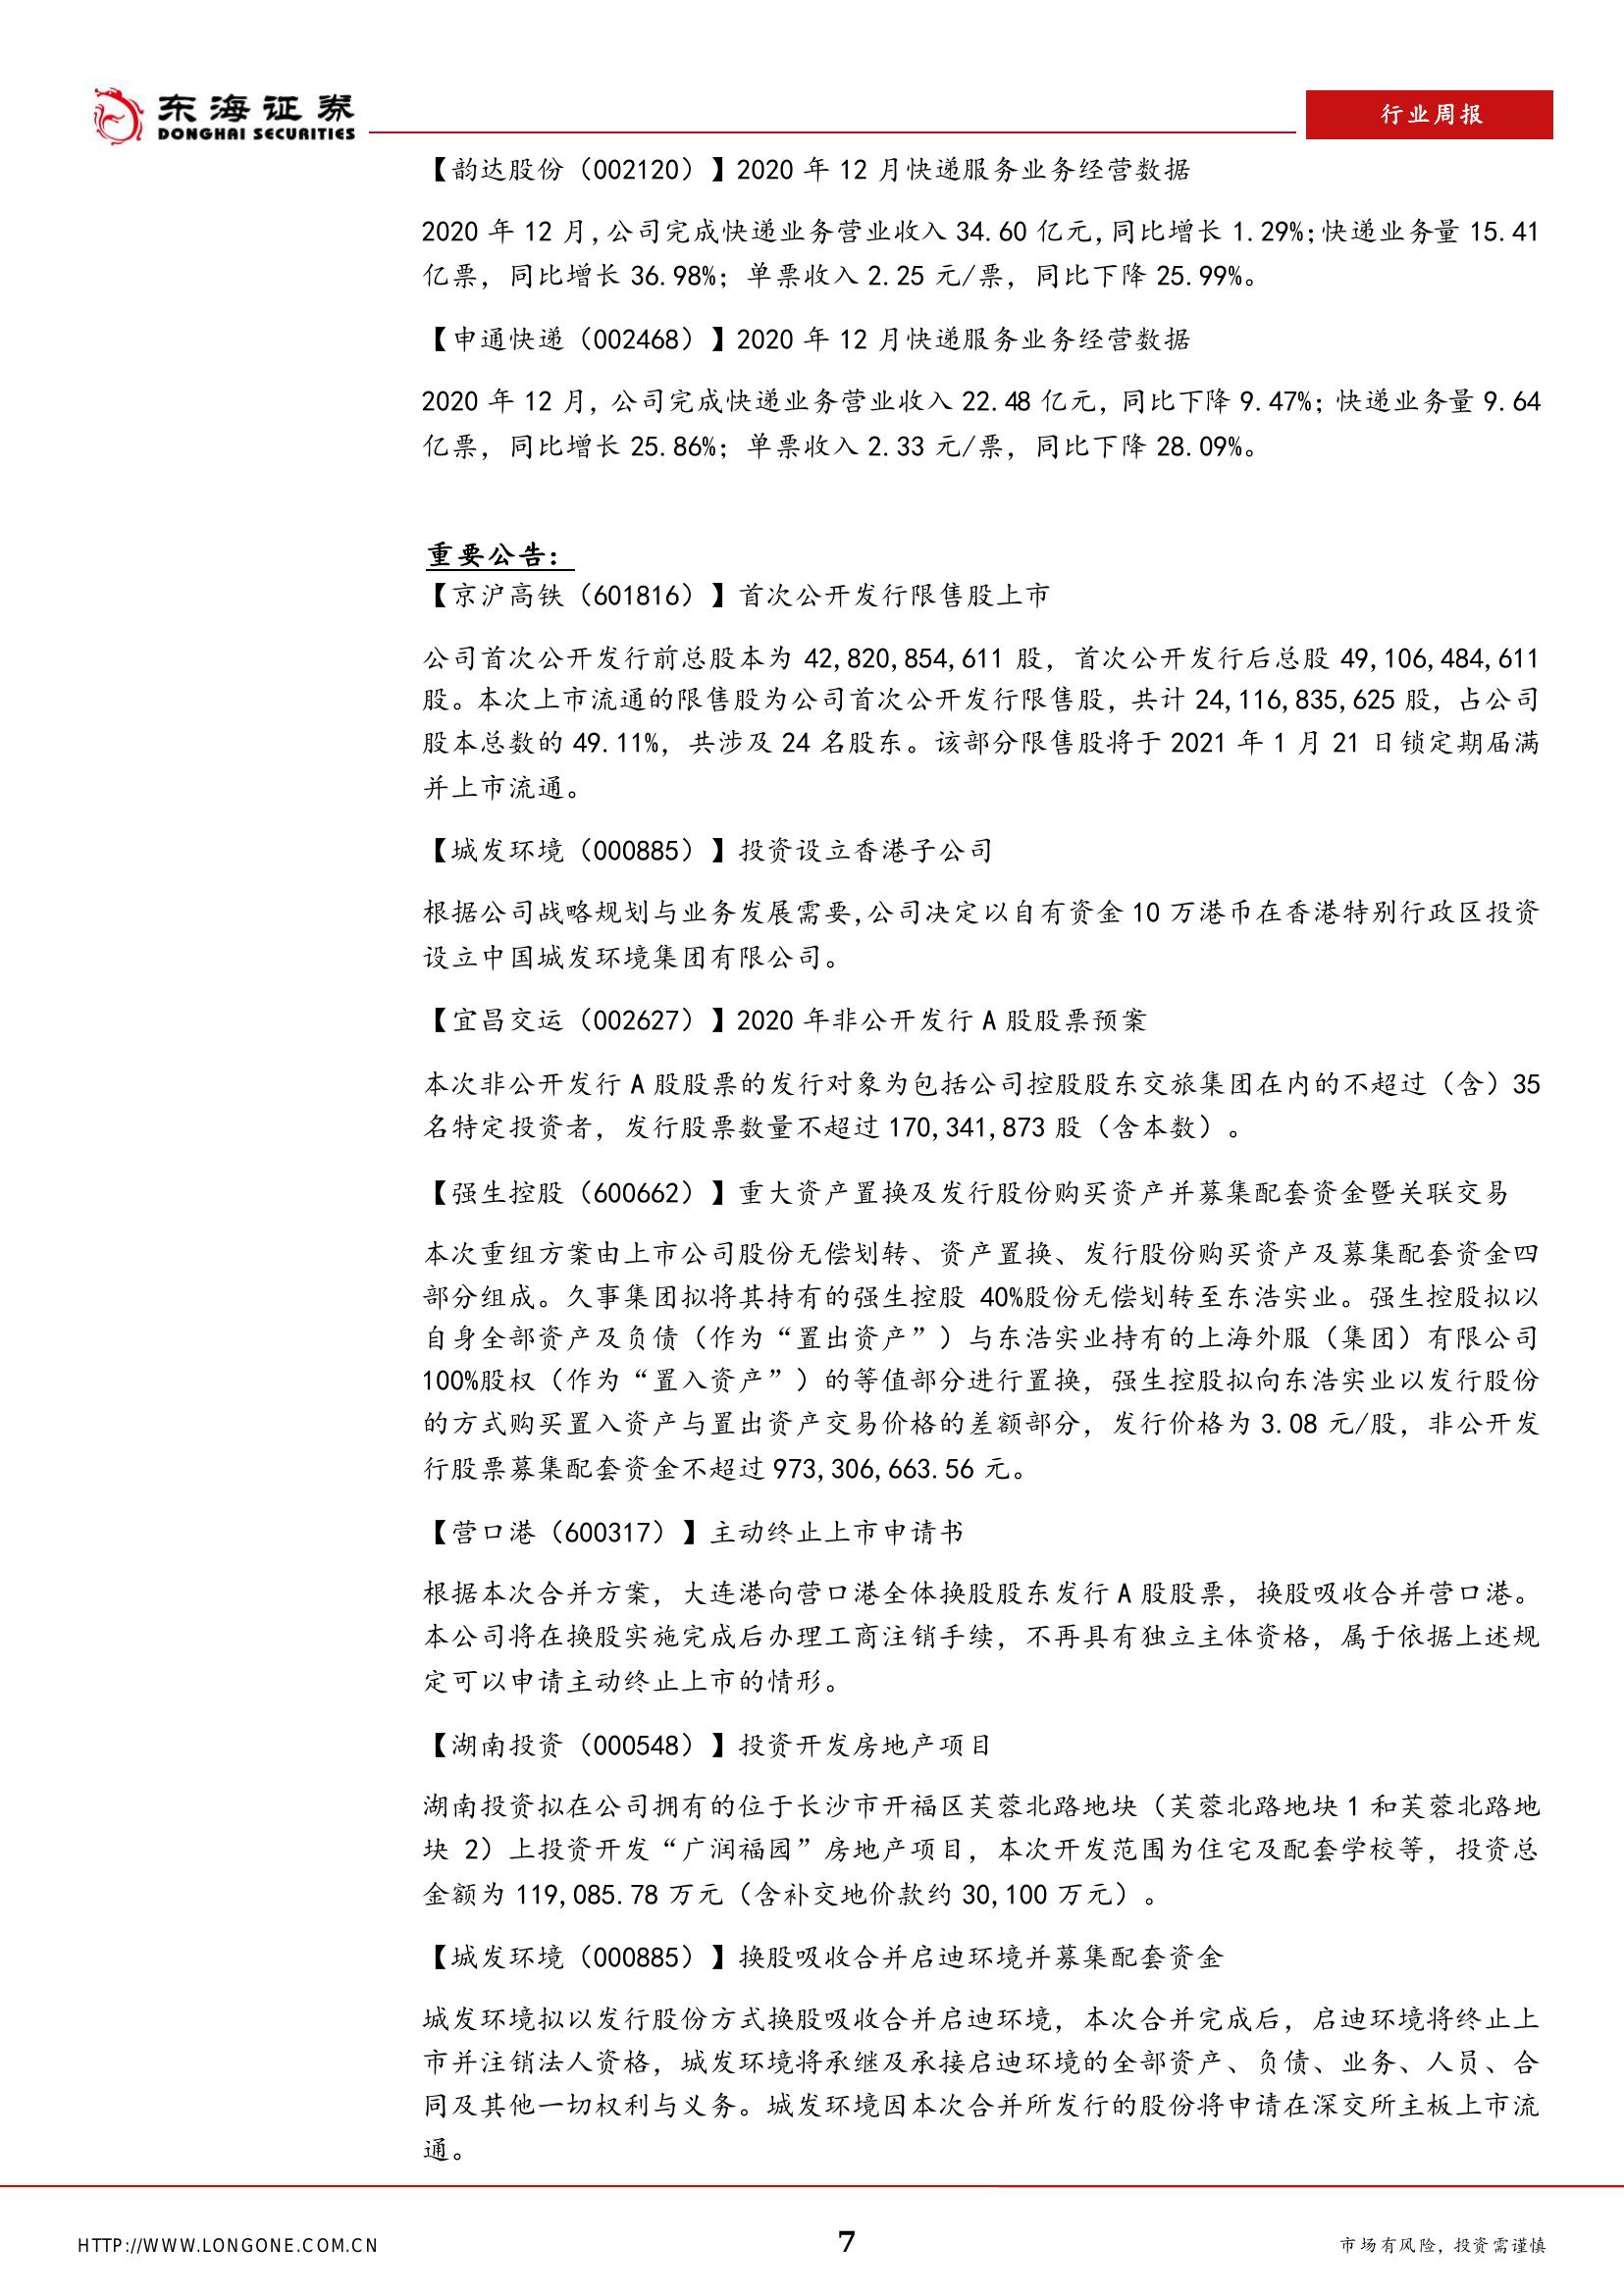 东海证券
DONGHAI SECURITIES
行业周报
【韵达股份（002120）】2020 年 12 月快递服务业务经营数据
2020 年 12 月，公司完成快递业务营业收入 34.60 亿元，同比增长 1.29%；快递业务量 15.41
亿票，同比增长 36.98%；单票收入 2.25 元/票，同比下降 25.99%。
【申通快递（002468）】2020 年 12 月快递服务业务经营数据
2020 年 12 月，公司完成快递业务营业收入 22.48 亿元，同比下降 9.47%；快递业务量 9.64
亿票，同比增长 25.86%；单票收入 2.33 元/票，同比下降 28.09%。
重要公告：
【京沪高铁（601816）】首次公开发行限售股上市
公司首次公开发行前总股本为 42,820,854,611 股，首次公开发行后总股 49,106,484,611
股。本次上市流通的限售股为公司首次公开发行限售股，共计 24,116,835,625 股，占公司
股本总数的 49.11%，共涉及 24 名股东。该部分限售股将于 2021 年 1 月 21 日锁定期届满
并上市流通。
【城发环境（000885）】投资设立香港子公司
根据公司战略规划与业务发展需要，公司决定以自有资金 10 万港币在香港特别行政区投资
设立中国城发环境集团有限公司。
【宜昌交运（002627）】2020 年非公开发行 A 股股票预案
本次非公开发行 A 股股票的发行对象为包括公司控股股东交旅集团在内的不超过（含）35
名特定投资者，发行股票数量不超过 170,341,873 股（含本数）。
【强生控股（600662）】重大资产置换及发行股份购买资产并募集配套资金暨关联交易
本次重组方案由上市公司股份无偿划转、资产置换、发行股份购买资产及募集配套资金四
部分组成。久事集团拟将其持有的强生控股 40%股份无偿划转至东浩实业。强生控股拟以
自身全部资产及负债（作为“置出资产”）与东浩实业持有的上海外服（集团）有限公司
100%股权（作为“置入资产”）的等值部分进行置换，强生控股拟向东浩实业以发行股份
的方式购买置入资产与置出资产交易价格的差额部分，发行价格为 3.08 元/股，非公开发
行股票募集配套资金不超过 973,306,663.56 元。
【营口港（600317）】主动终止上市申请书
根据本次合并方案，大连港向营口港全体换股股东发行 A 股股票，换股吸收合并营口港。
本公司将在换股实施完成后办理工商注销手续，不再具有独立主体资格，属于依据上述规
定可以申请主动终止上市的情形。
【湖南投资（000548）】投资开发房地产项目
湖南投资拟在公司拥有的位于长沙市开福区芙蓉北路地块（芙蓉北路地块 1 和芙蓉北路地
块 2）上投资开发“广润福园”房地产项目，本次开发范围为住宅及配套学校等，投资总
金额为 119,085.78 万元（含补交地价款约 30,100 万元）。
【城发环境（000885）】换股吸收合并启迪环境并募集配套资金
城发环境拟以发行股份方式换股吸收合并启迪环境，本次合并完成后，启迪环境将终止上
市并注销法人资格，城发环境将承继及承接启迪环境的全部资产、负债、业务、人员、合
同及其他一切权利与义务。城发环境因本次合并所发行的股份将申请在深交所主板上市流
通。
HTTP://WWW.LONGONE.COM.CN
7
市场有风险，投资需谨慎